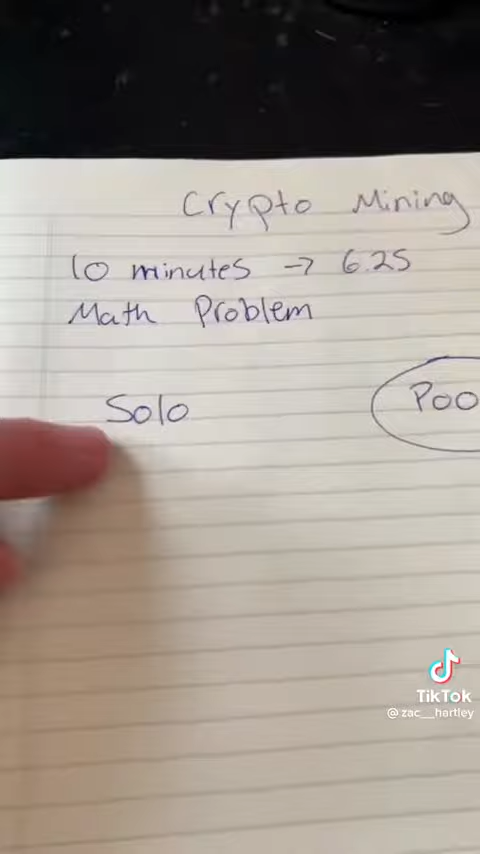 Crypto Mining
10 minutes → 6.25
Math Problem
Solo Poo
TikTok
@zac__hartley